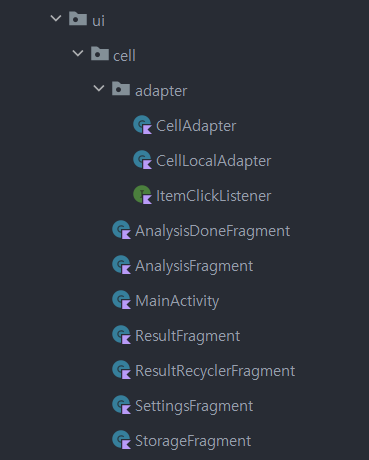 ui
cell
adapter
CellAdapter
CellLocalAdapter
ItemClickListener
AnalysisDoneFragment
AnalysisFragment
MainActivity
ResultFragment
ResultRecyclerFragment
SettingsFragment
StorageFragment